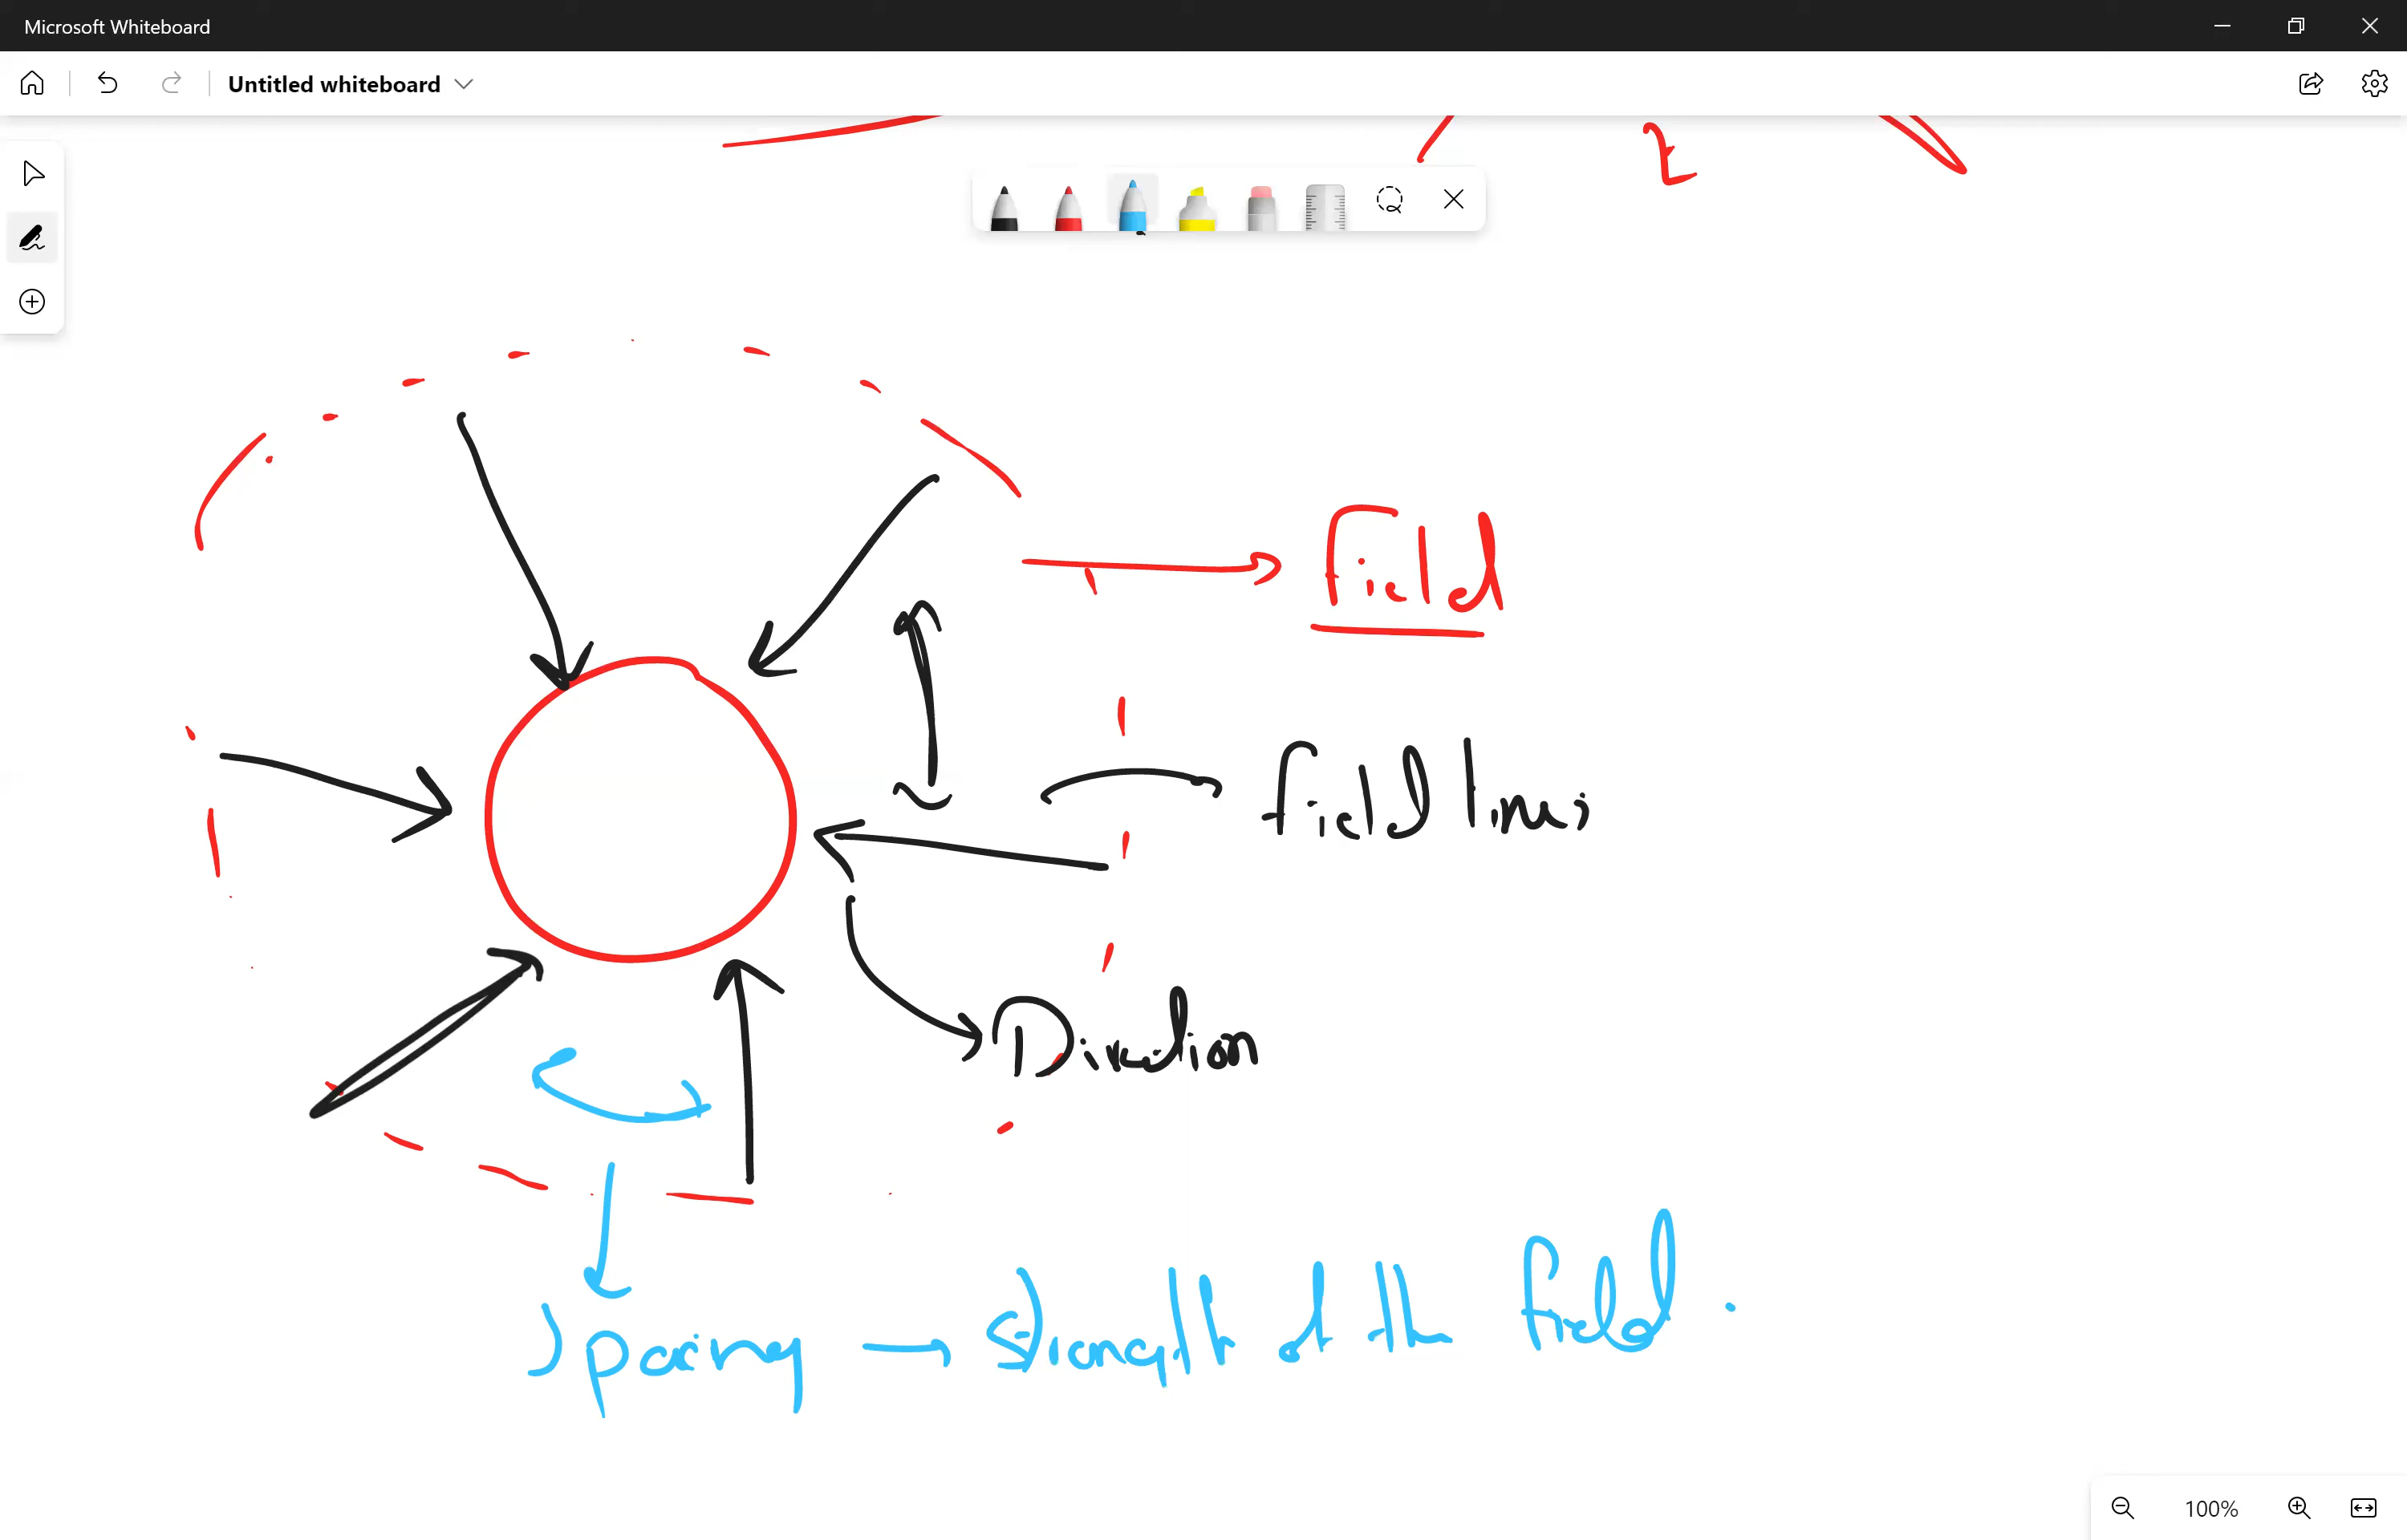 Microsoft Whiteboard
Untitled whiteboard
Field
Field lines
Direction
Spacing → Strength of the field.
100%